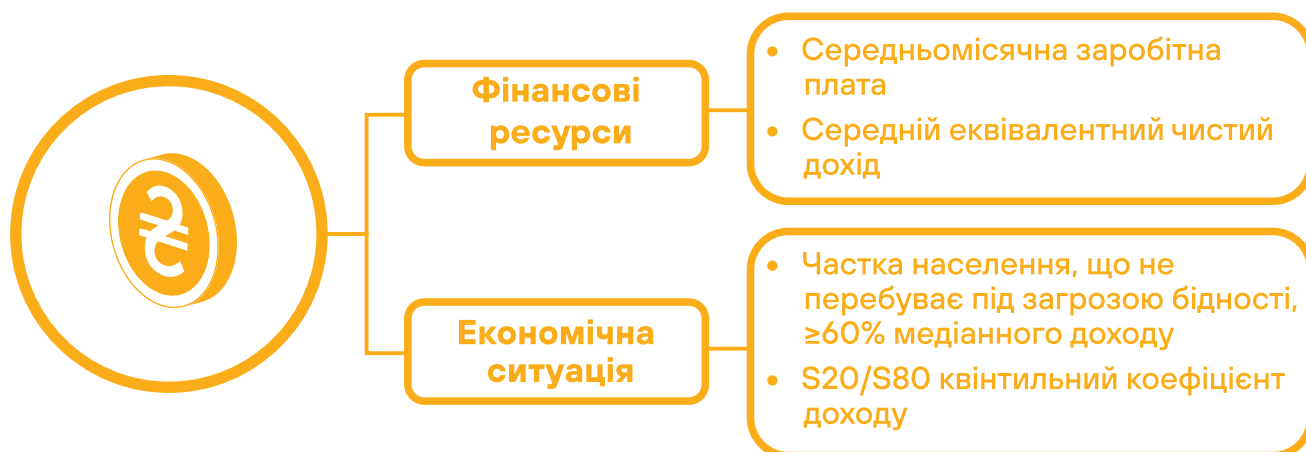 Фінансові
ресурси
• Середньомісячна заробітна
плата
• Середній еквівалентний чистий
дохід
Економічна
ситуація
• Частка населення, що не
перебуває під загрозою бідності,
≥60% медіанного доходу
• S20/S80 квінтильний коефіцієнт
доходу